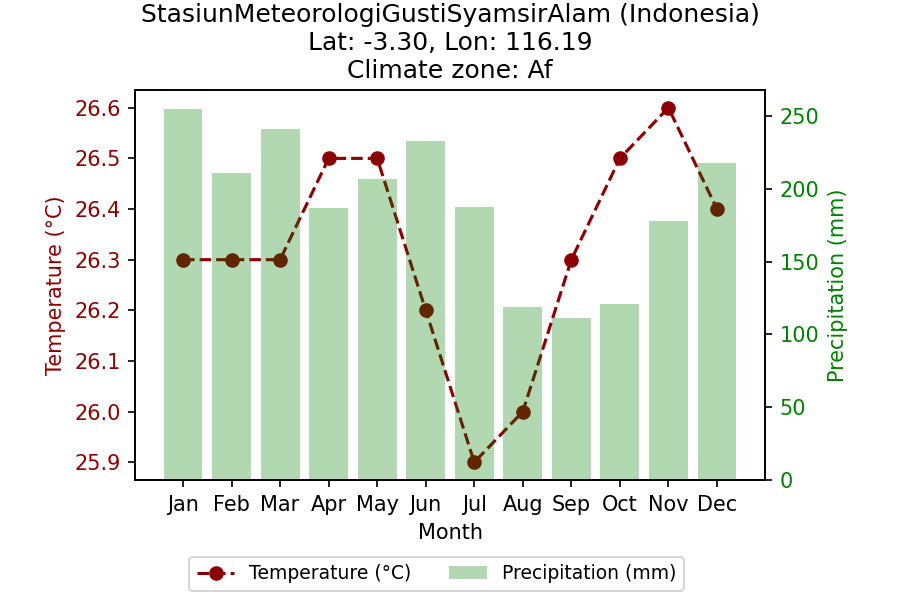 StasiunMeteorologiGustiSyamsirAlam (Indonesia)
Lat: -3.30, Lon: 116.19
Climate zone: Af
Temperature (°C)
26.6
26.5
26.4
26.3
26.2
26.1
26.0
25.9
250
200
150
100
50
0
Precipitation (mm)
Jan Feb Mar Apr May Jun Jul Aug Sep Oct Nov Dec
Month
Temperature (°C) Precipitation (mm)